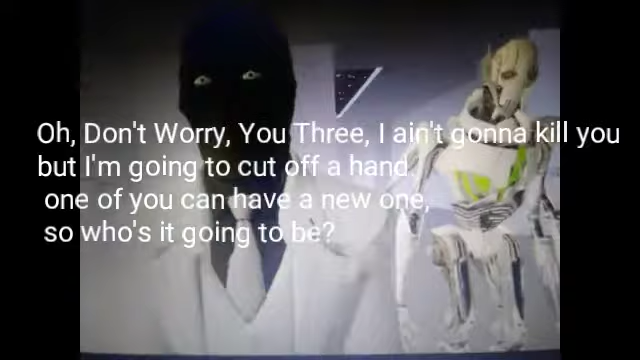 Oh, Don't Worry, You Three, I ain't gonna kill you
but I'm going to cut off a hand.
one of you can have a new one,
so who's it going to be?